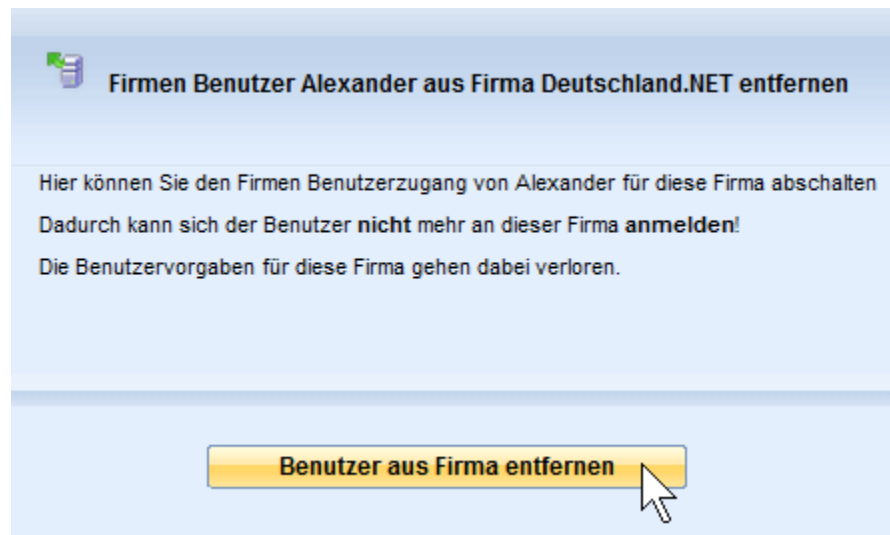 Firmen Benutzer Alexander aus Firma Deutschland.NET entfernen
Hier können Sie den Firmen Benutzerzugang von Alexander für diese Firma abschalten
Dadurch kann sich der Benutzer nicht mehr an dieser Firma anmelden!
Die Benutzervorgaben für diese Firma gehen dabei verloren.
Benutzer aus Firma entfernen